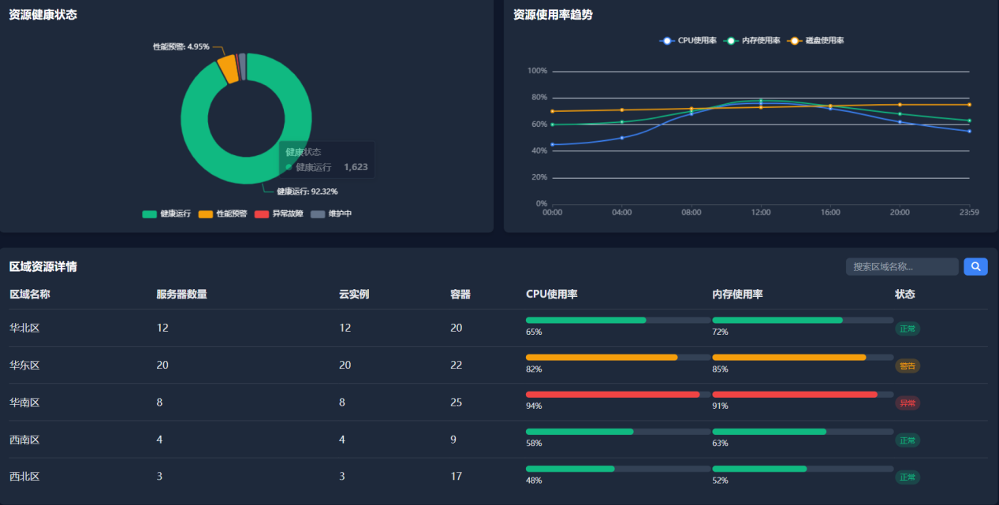 资源健康状态
性能预警: 4.95%
健康状态
健康运行 1,623
健康运行: 92.32%
健康运行 性能预警 异常故障 维护中
资源使用率趋势
CPU使用率 内存使用率 磁盘使用率
100%
80%
60%
40%
20%
0%
00:00 04:00 08:00 12:00 16:00 20:00 23:59
区域资源详情
搜索区域名称...
区域名称 服务器数量 云实例 容器 CPU使用率 内存使用率 状态
华北区 12 12 20 65% 72% 正常
华东区 20 20 22 82% 85% 警告
华南区 8 8 25 94% 91% 异常
西南区 4 4 9 58% 63% 正常
西北区 3 3 17 48% 52% 正常